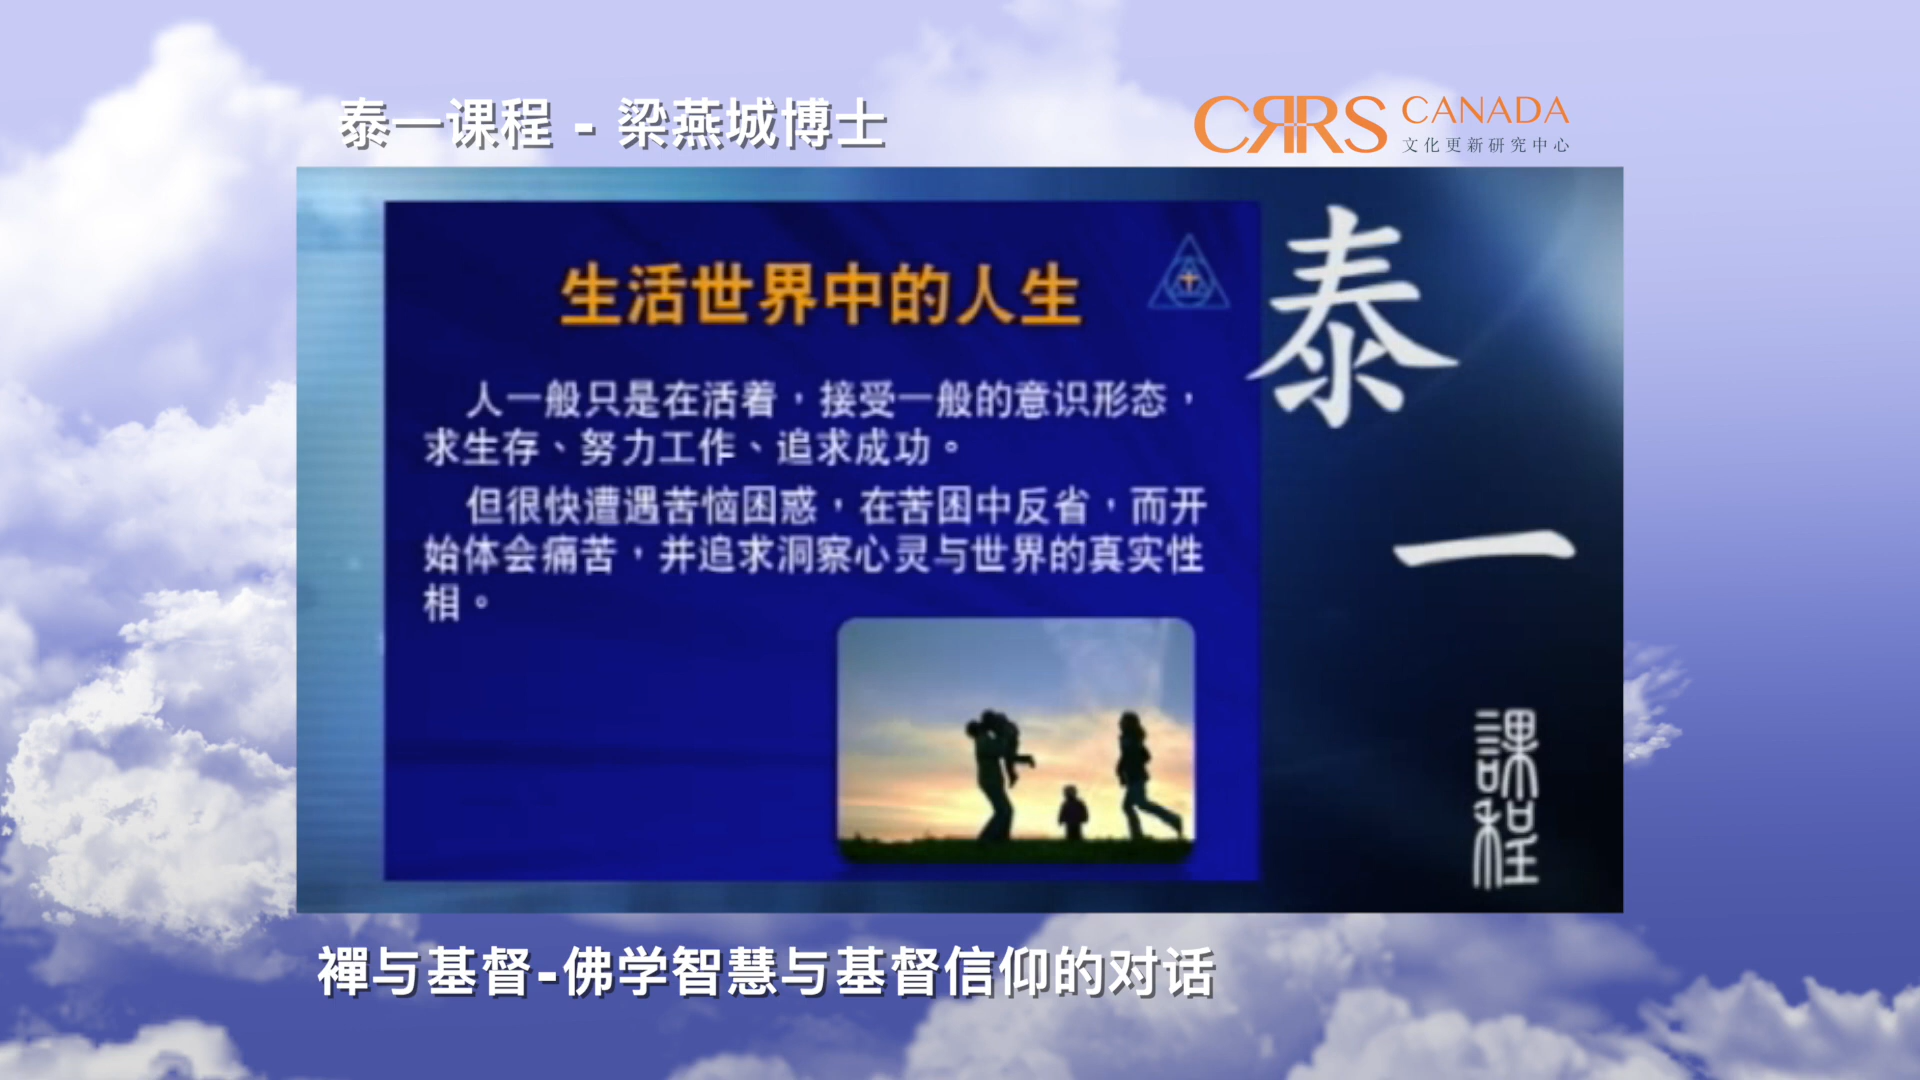 泰一课程 - 梁燕城博士
CRRS CANADA
文化更新研究中心
生活世界中的人生
人一般只是在活着，接受一般的意识形态，
求生存、努力工作、追求成功。
但很快遭遇苦恼困惑，在苦困中反省，而开
始体会痛苦，并追求洞察心灵与世界的真实性
相。
泰
一
課程
禪与基督-佛学智慧与基督信仰的对话